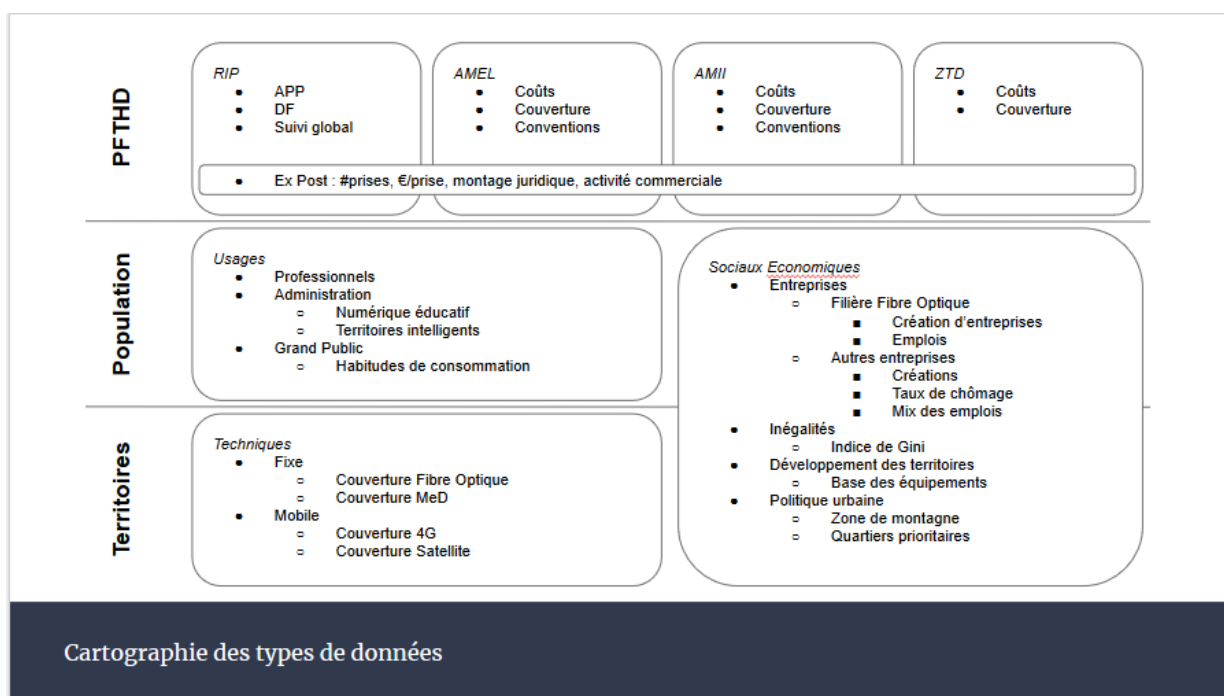 PFTHD
RIP
APP
DF
Suivi global
AMEL
Coûts
Couverture
Conventions
AMII
Coûts
Couverture
Conventions
ZTD
Coûts
Couverture
Ex Post : #prises, €/prise, montage juridique, activité commerciale
Population
Usages
Professionnels
Administration
Numérique éducatif
Territoires intelligents
Grand Public
Habitudes de consommation
Sociaux Economiques
Entreprises
Filière Fibre Optique
Création d'entreprises
Emplois
Autres entreprises
Créations
Taux de chômage
Mix des emplois
Inégalités
Indice de Gini
Développement des territoires
Base des équipements
Politique urbaine
Zone de montagne
Quartiers prioritaires
Territoires
Techniques
Fixe
Couverture Fibre Optique
Couverture MeD
Mobile
Couverture 4G
Couverture Satellite
Cartographie des types de données